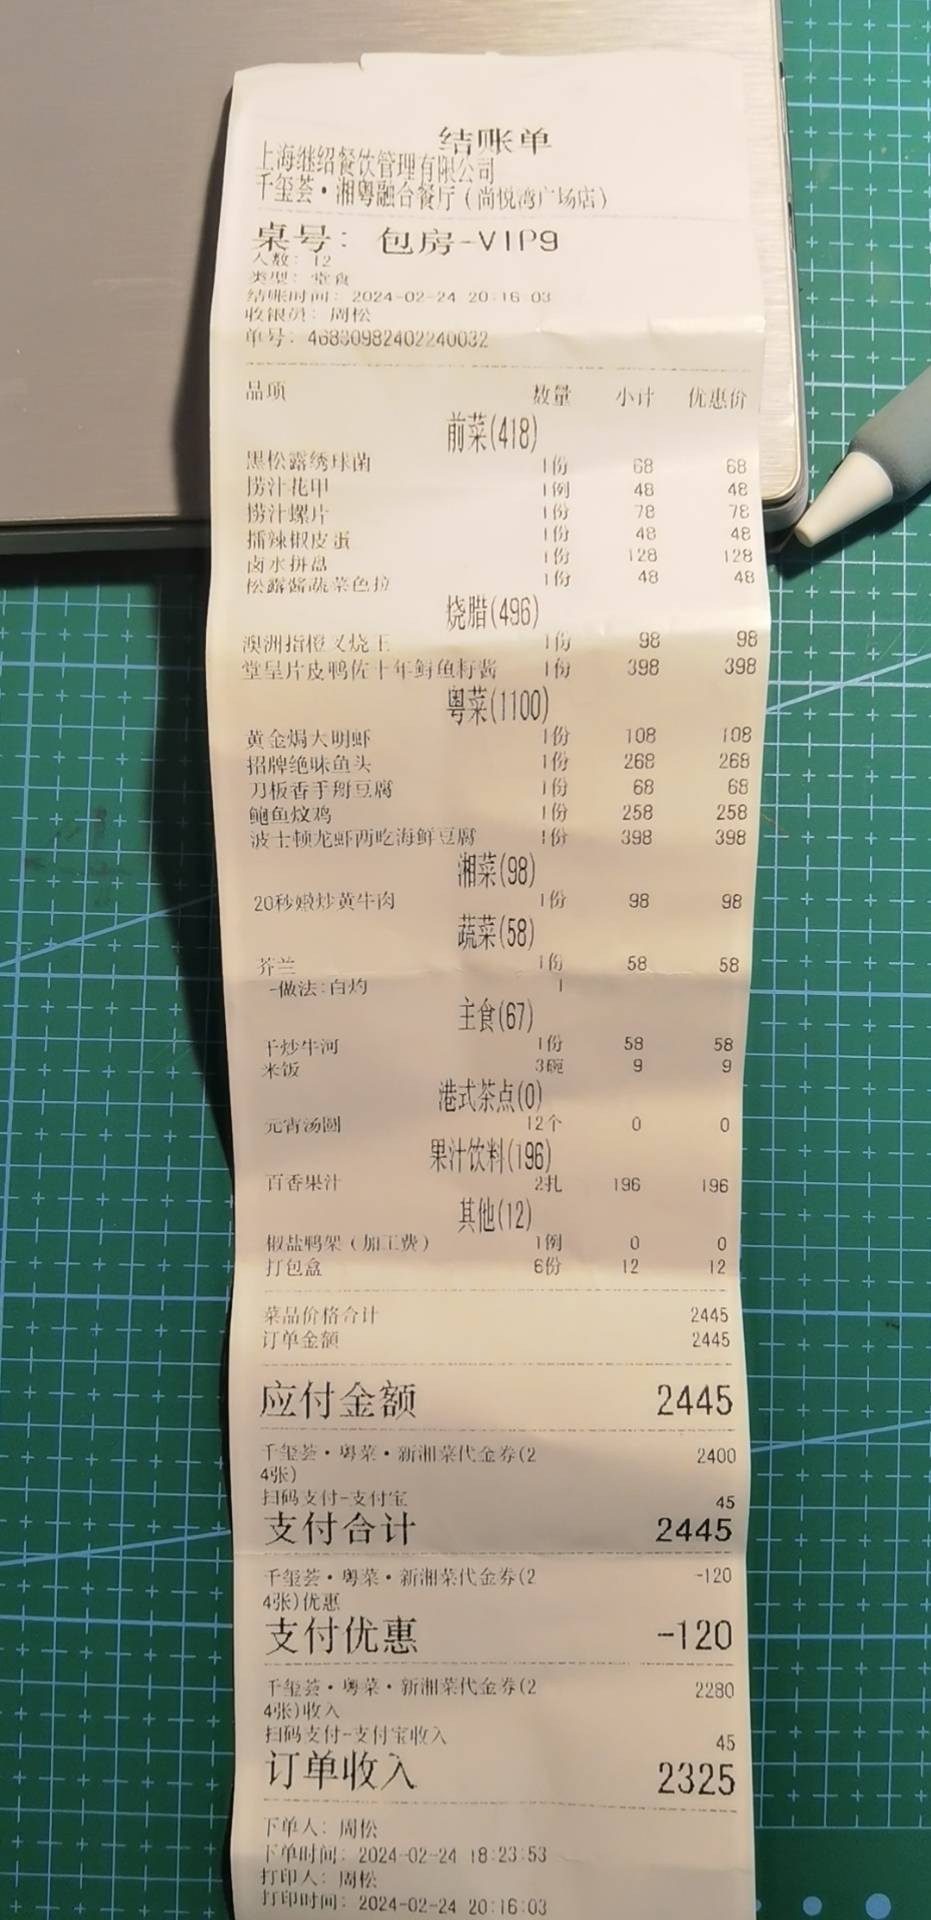 结账单
上海继绍餐饮管理有限公司
千玺荟·湘粤融合餐厅(尚悦湾广场店)
桌号: 包房-VIP9
人数: 12
类型: 堂食
结账时间: 2024-02-24 20:16:03
收银员: 周松
单号: 46830982402240032
品项 数量 小计 优惠价
前菜(418)
黑松露绣球菌 1份 68 68
捞汁花甲 1例 48 48
捞汁螺片 1份 78 78
擂辣椒皮蛋 1份 48 48
卤水拼盘 1份 128 128
松露酱蔬菜色拉 1份 48 48
烧腊(496)
澳洲指橙叉烧王 1份 98 98
堂呈片皮鸭佐十年鲟鱼籽酱 1份 398 398
粤菜(1100)
黄金焗大明虾 1份 108 108
招牌绝味鱼头 1份 268 268
刀板香手掰豆腐 1份 68 68
鲍鱼炆鸡 1份 258 258
波士顿龙虾两吃海鲜豆腐 1份 398 398
湘菜(98)
20秒嫩炒黄牛肉 1份 98 98
蔬菜(58)
芥兰 1份 58 58
-做法:白灼 1
主食(67)
干炒牛河 1份 58 58
米饭 3碗 9 9
港式茶点(0)
元宵汤圆 12个 0 0
果汁饮料(196)
百香果汁 2扎 196 196
其他(12)
椒盐鸭架(加工费) 1例 0 0
打包盒 6份 12 12
菜品价格合计 2445
订单金额 2445
应付金额 2445
千玺荟·粤菜·新湘菜代金券(2 2400
4张)
扫码支付-支付宝 45
支付合计 2445
千玺荟·粤菜·新湘菜代金券(2 -120
4张)优惠
支付优惠 -120
千玺荟·粤菜·新湘菜代金券(2 2280
4张)收入
扫码支付-支付宝收入 45
订单收入 2325
下单人: 周松
下单时间: 2024-02-24 18:23:53
打印人: 周松
打印时间: 2024-02-24 20:16:03